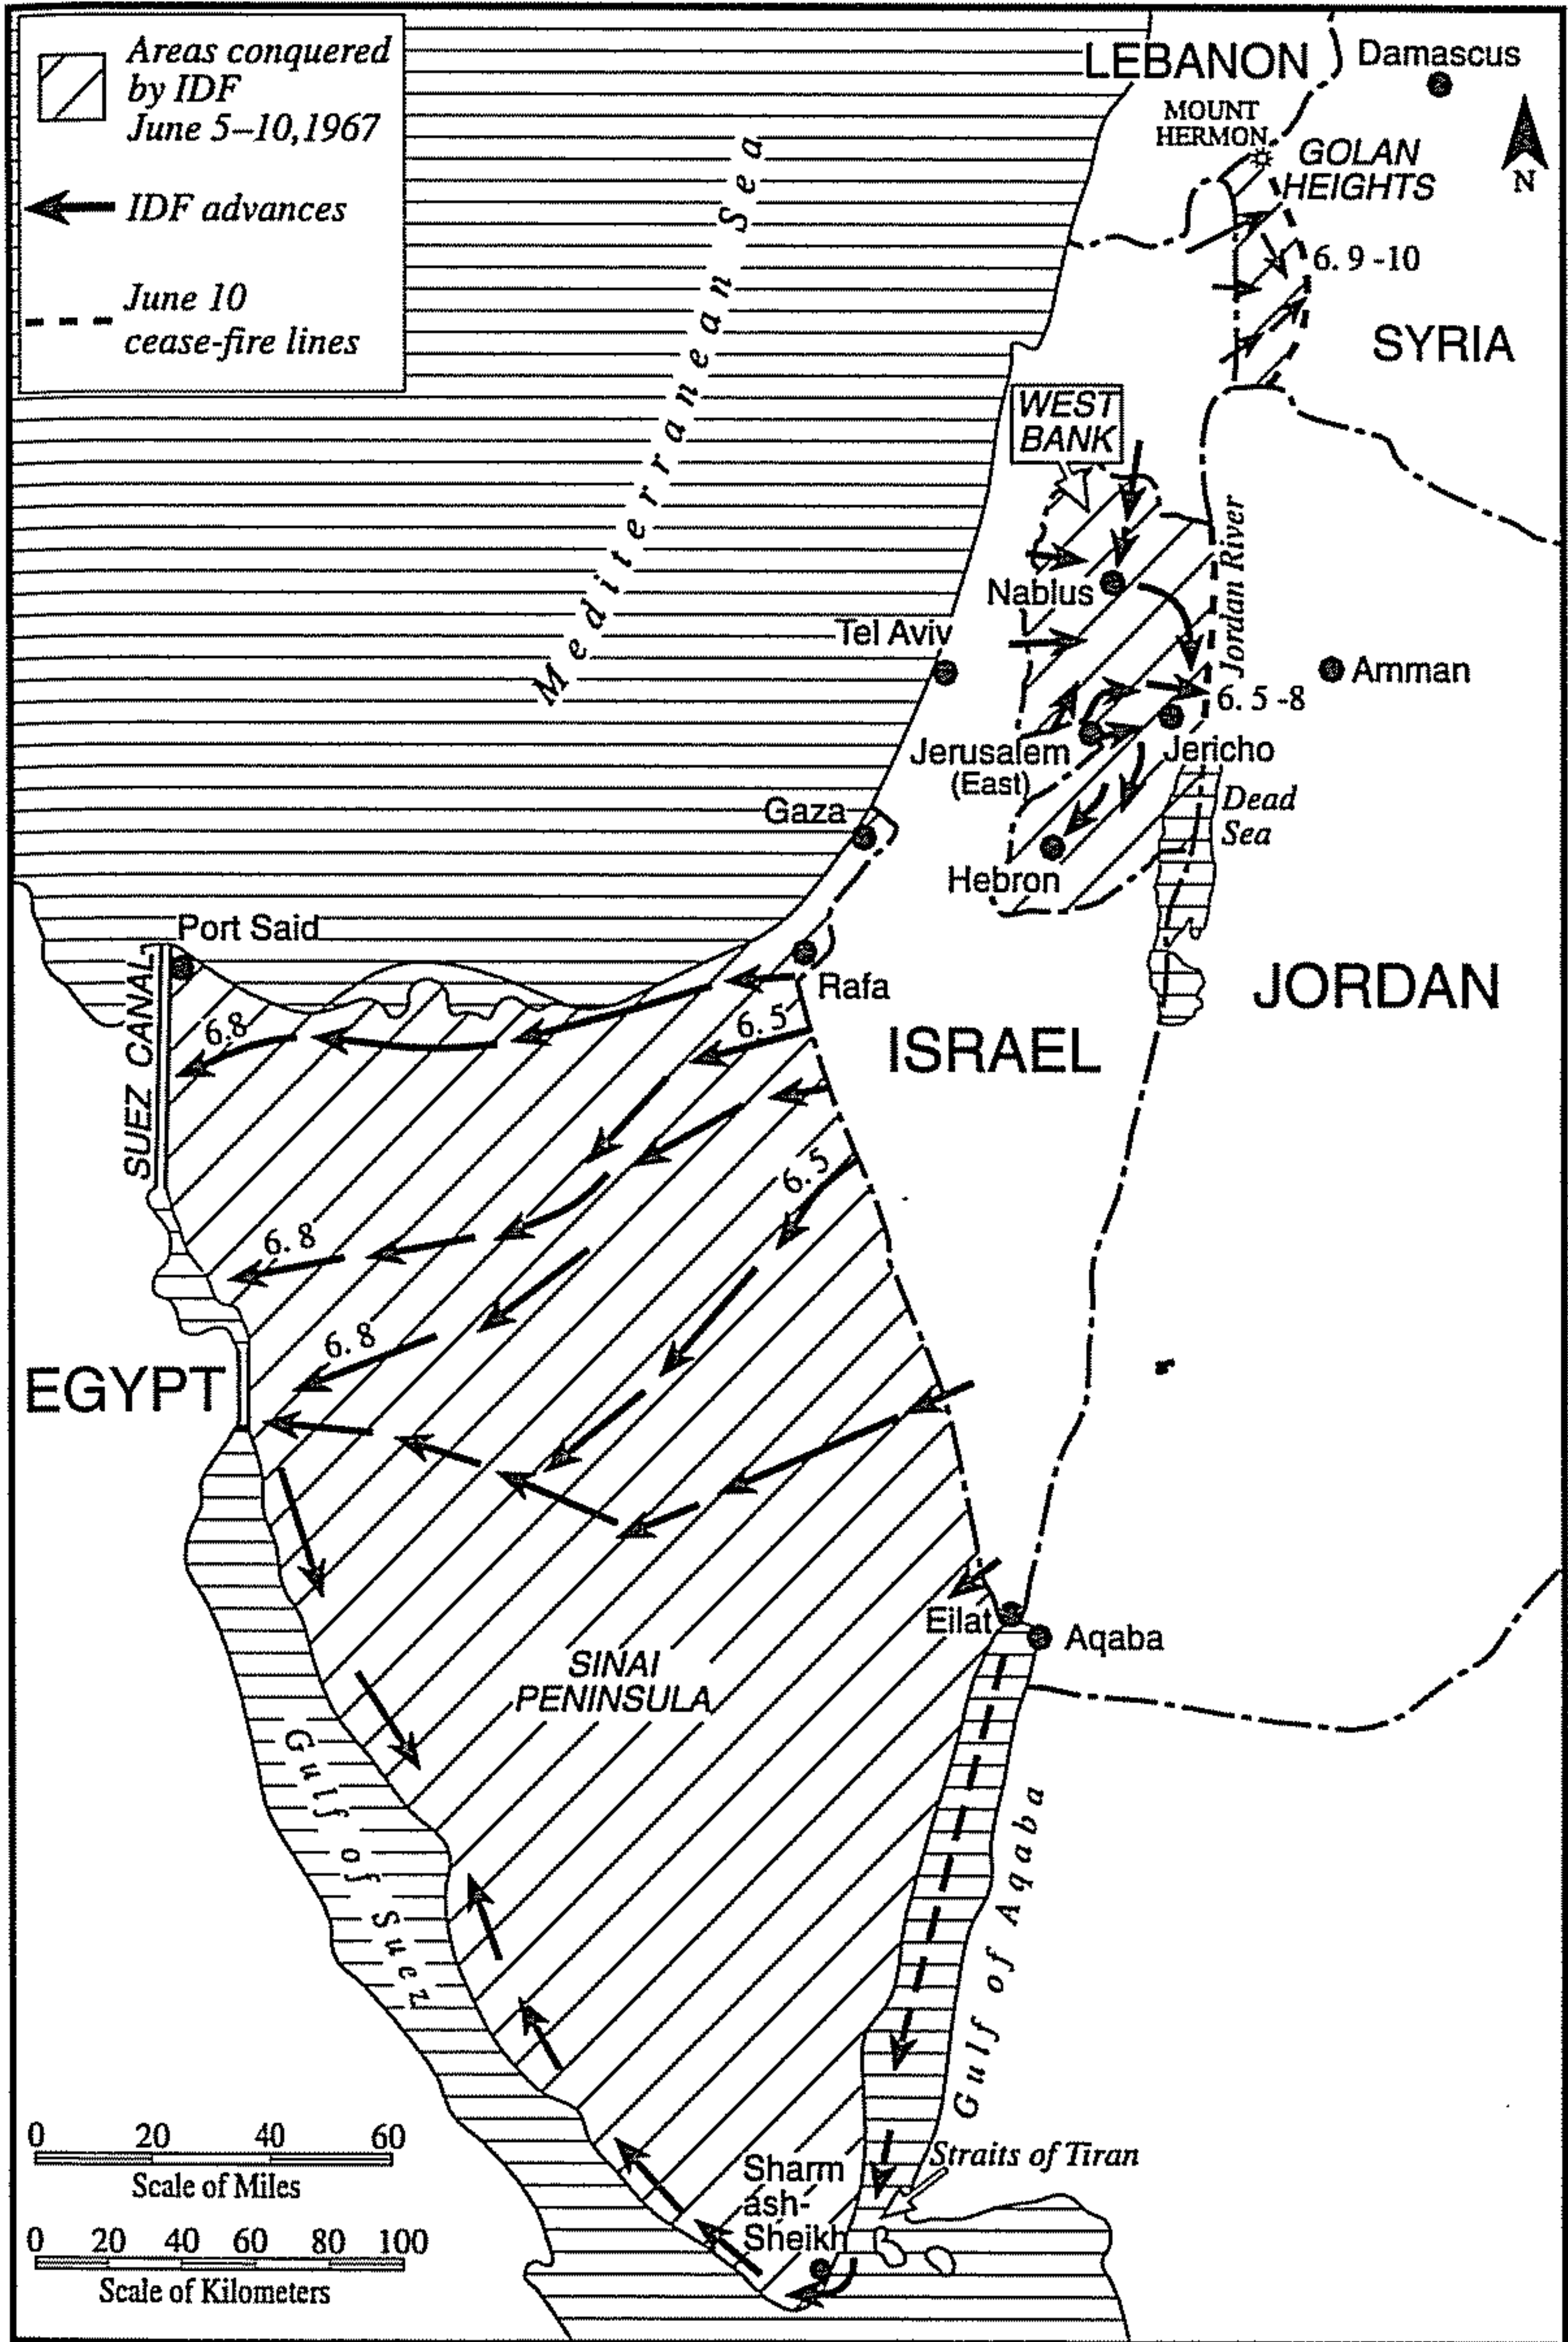 Areas conquered
by IDF
June 5–10,1967
IDF advances
June 10
cease-fire lines
LEBANON
Damascus
MOUNT
HERMON
GOLAN
HEIGHTS
N
6. 9 -10
SYRIA
Mediterranean Sea
WEST
BANK
Jordan River
Nablus
Tel Aviv
Amman
6. 5 -8
Jerusalem
(East)
Jericho
Dead
Sea
Gaza
Hebron
Port Said
Rafa
JORDAN
SUEZ CANAL
6.8
6. 5
ISRAEL
6. 5
6. 8
6. 8
EGYPT
Eilat
Aqaba
SINAI
PENINSULA
Gulf of Suez
Gulf of Aqaba
Straits of Tiran
Sharm
ash-
Sheikh
0 20 40 60
Scale of Miles
0 20 40 60 80 100
Scale of Kilometers